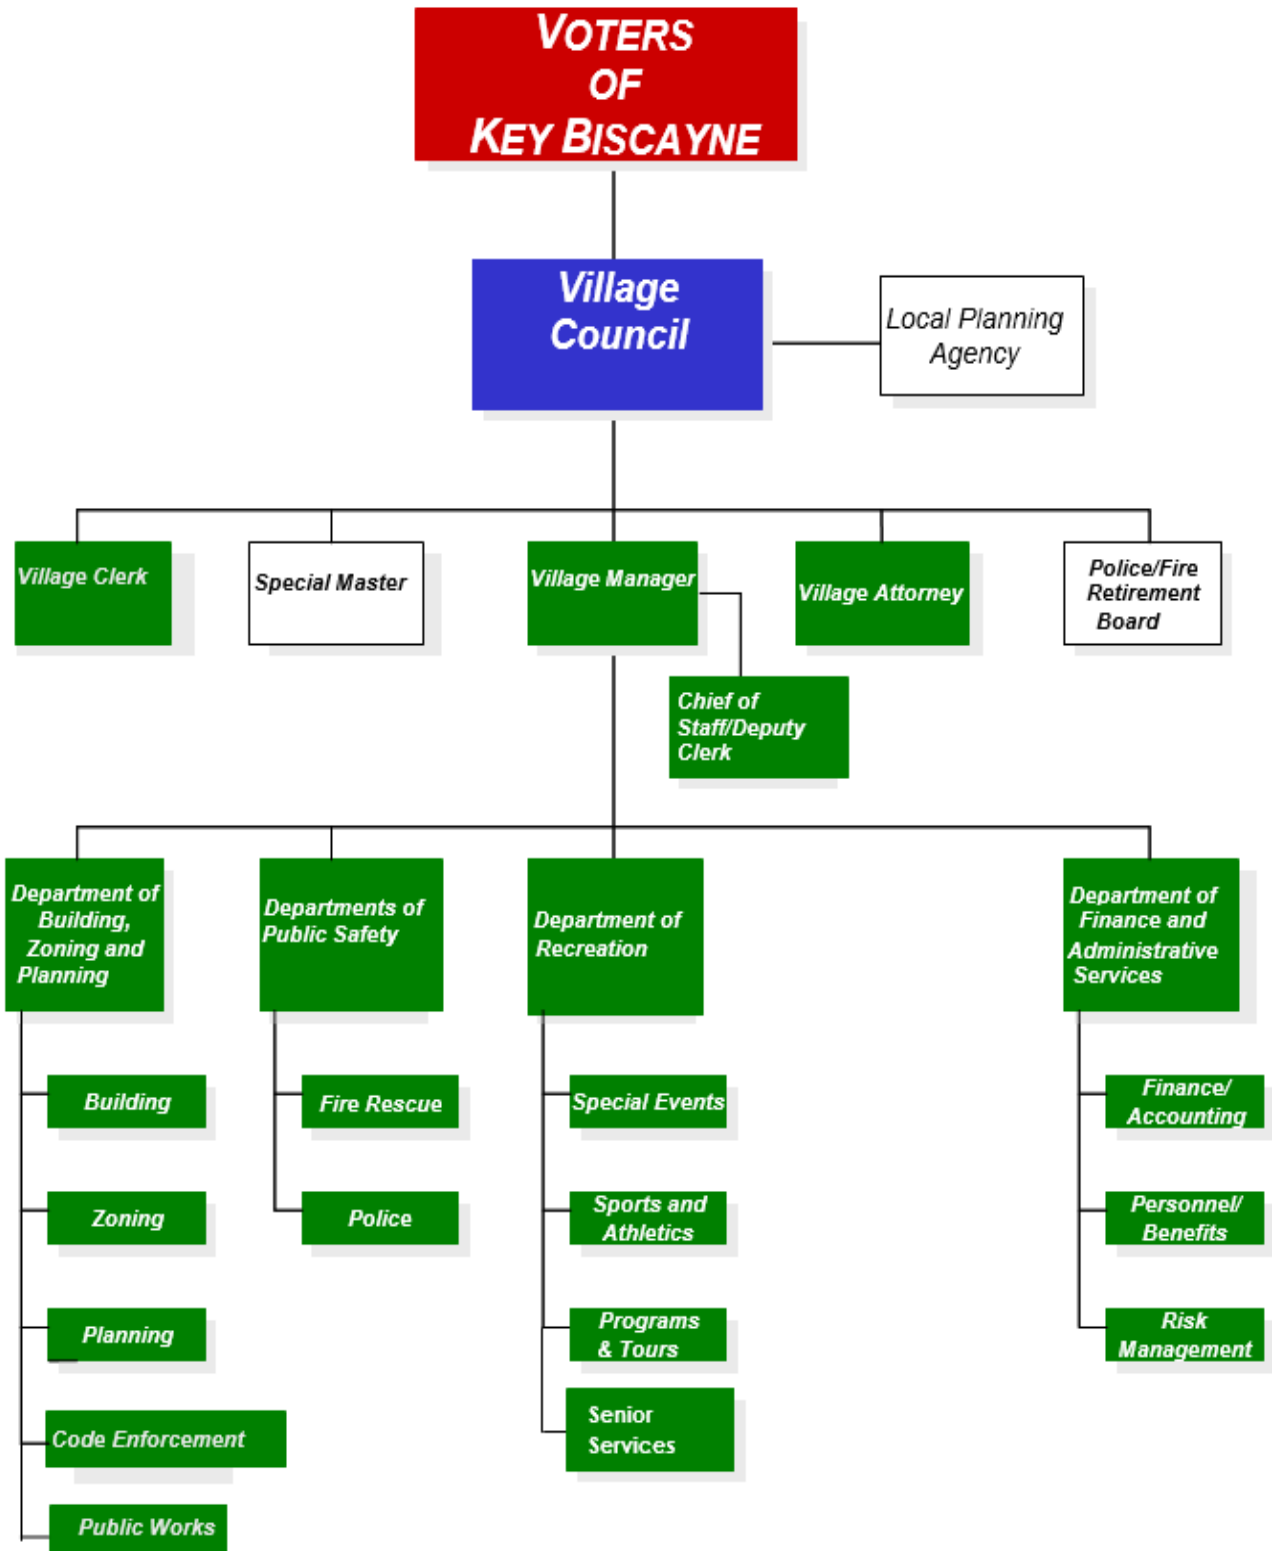 VOTERS
OF
KEY BISCAYNE
Village
Council
Local Planning
Agency
Village Clerk
Special Master
Village Manager
Village Attorney
Police/Fire
Retirement
Board
Chief of
Staff/Deputy
Clerk
Department of
Building,
Zoning and
Planning
Departments of
Public Safety
Department of
Recreation
Department of
Finance and
Administrative
Services
Building
Fire Rescue
Special Events
Finance/
Accounting
Zoning
Police
Sports and
Athletics
Personnel/
Benefits
Planning
Programs
& Tours
Risk
Management
Code Enforcement
Senior
Services
Public Works